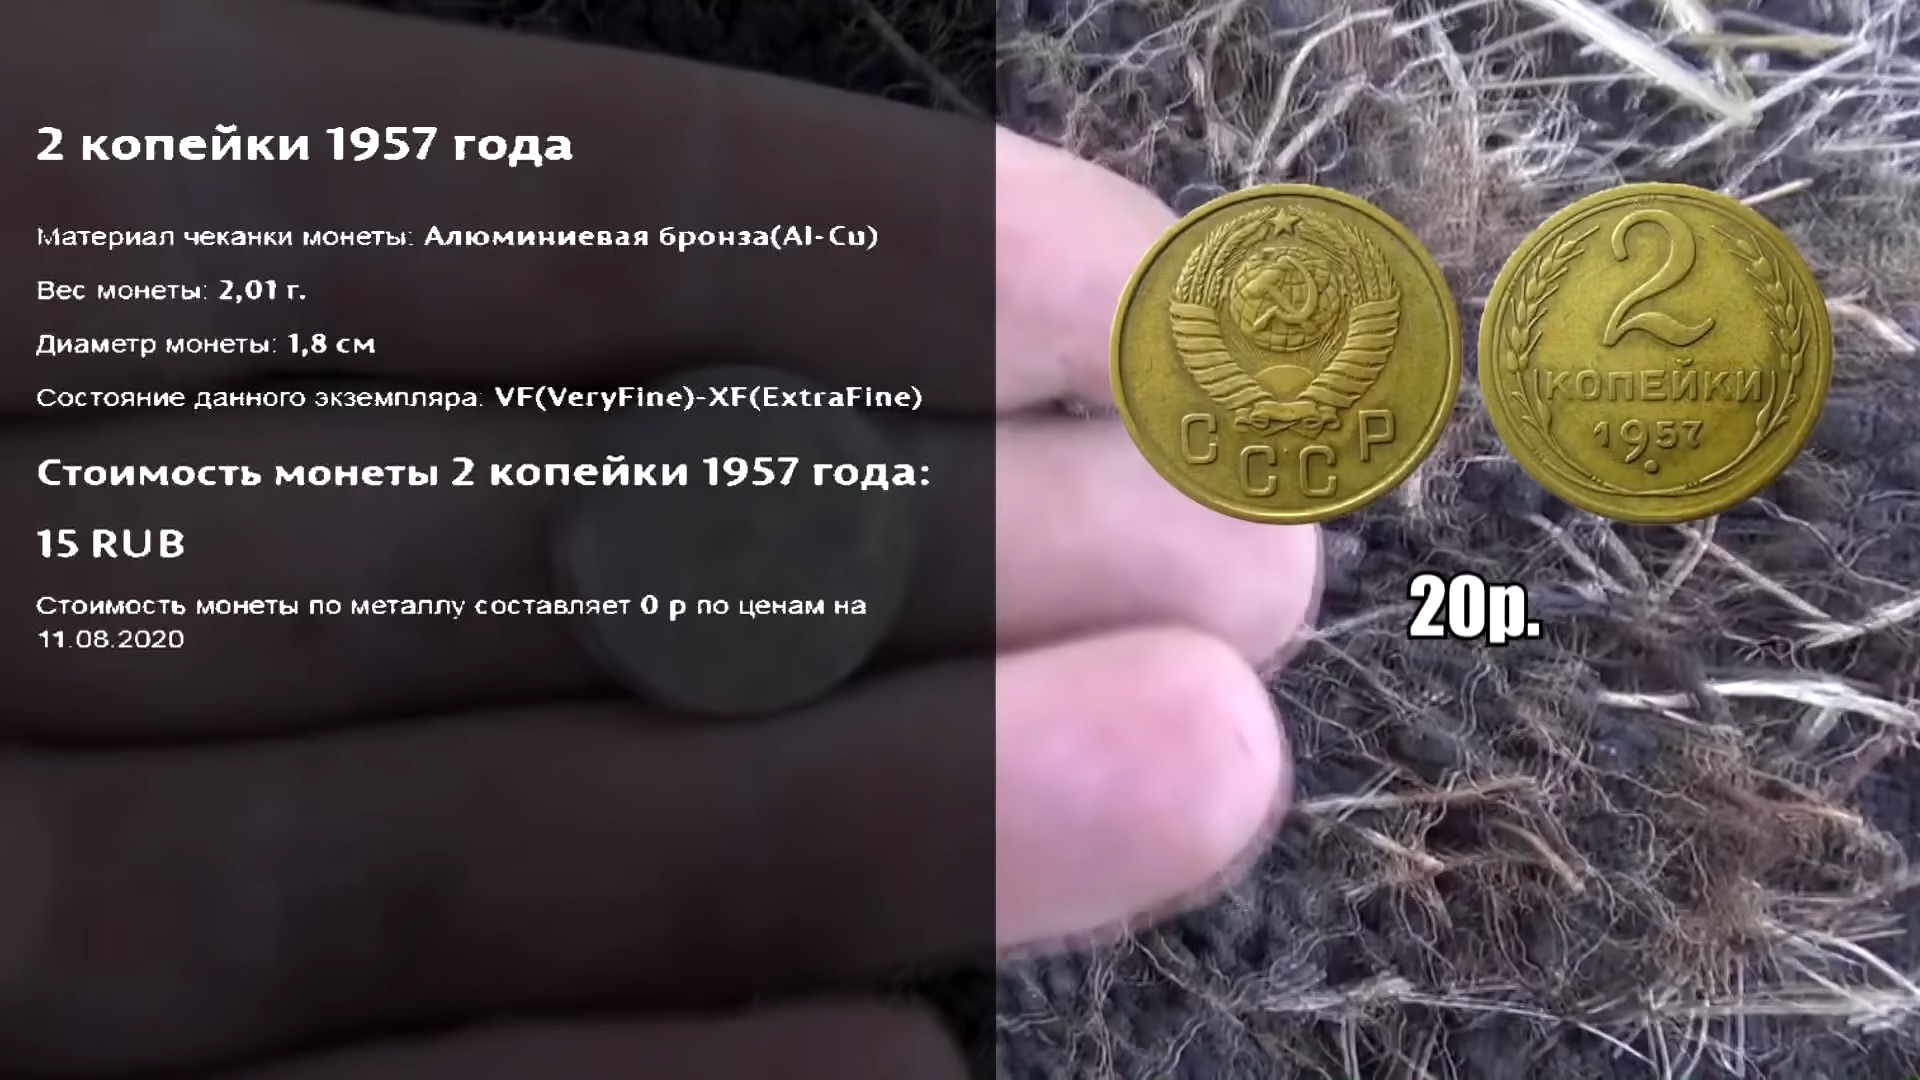 2 копейки 1957 года
Материал чеканки монеты: Алюминиевая бронза(Al-Cu)
Вес монеты: 2,01 г.
Диаметр монеты: 1,8 см
Состояние данного экземпляра: VF(VeryFine)-XF(ExtraFine)
Стоимость монеты 2 копейки 1957 года:
15 RUB
Стоимость монеты по металлу составляет 0 р по ценам на
11.08.2020
С С С Р
2
КОПЕЙКИ
1957
20р.